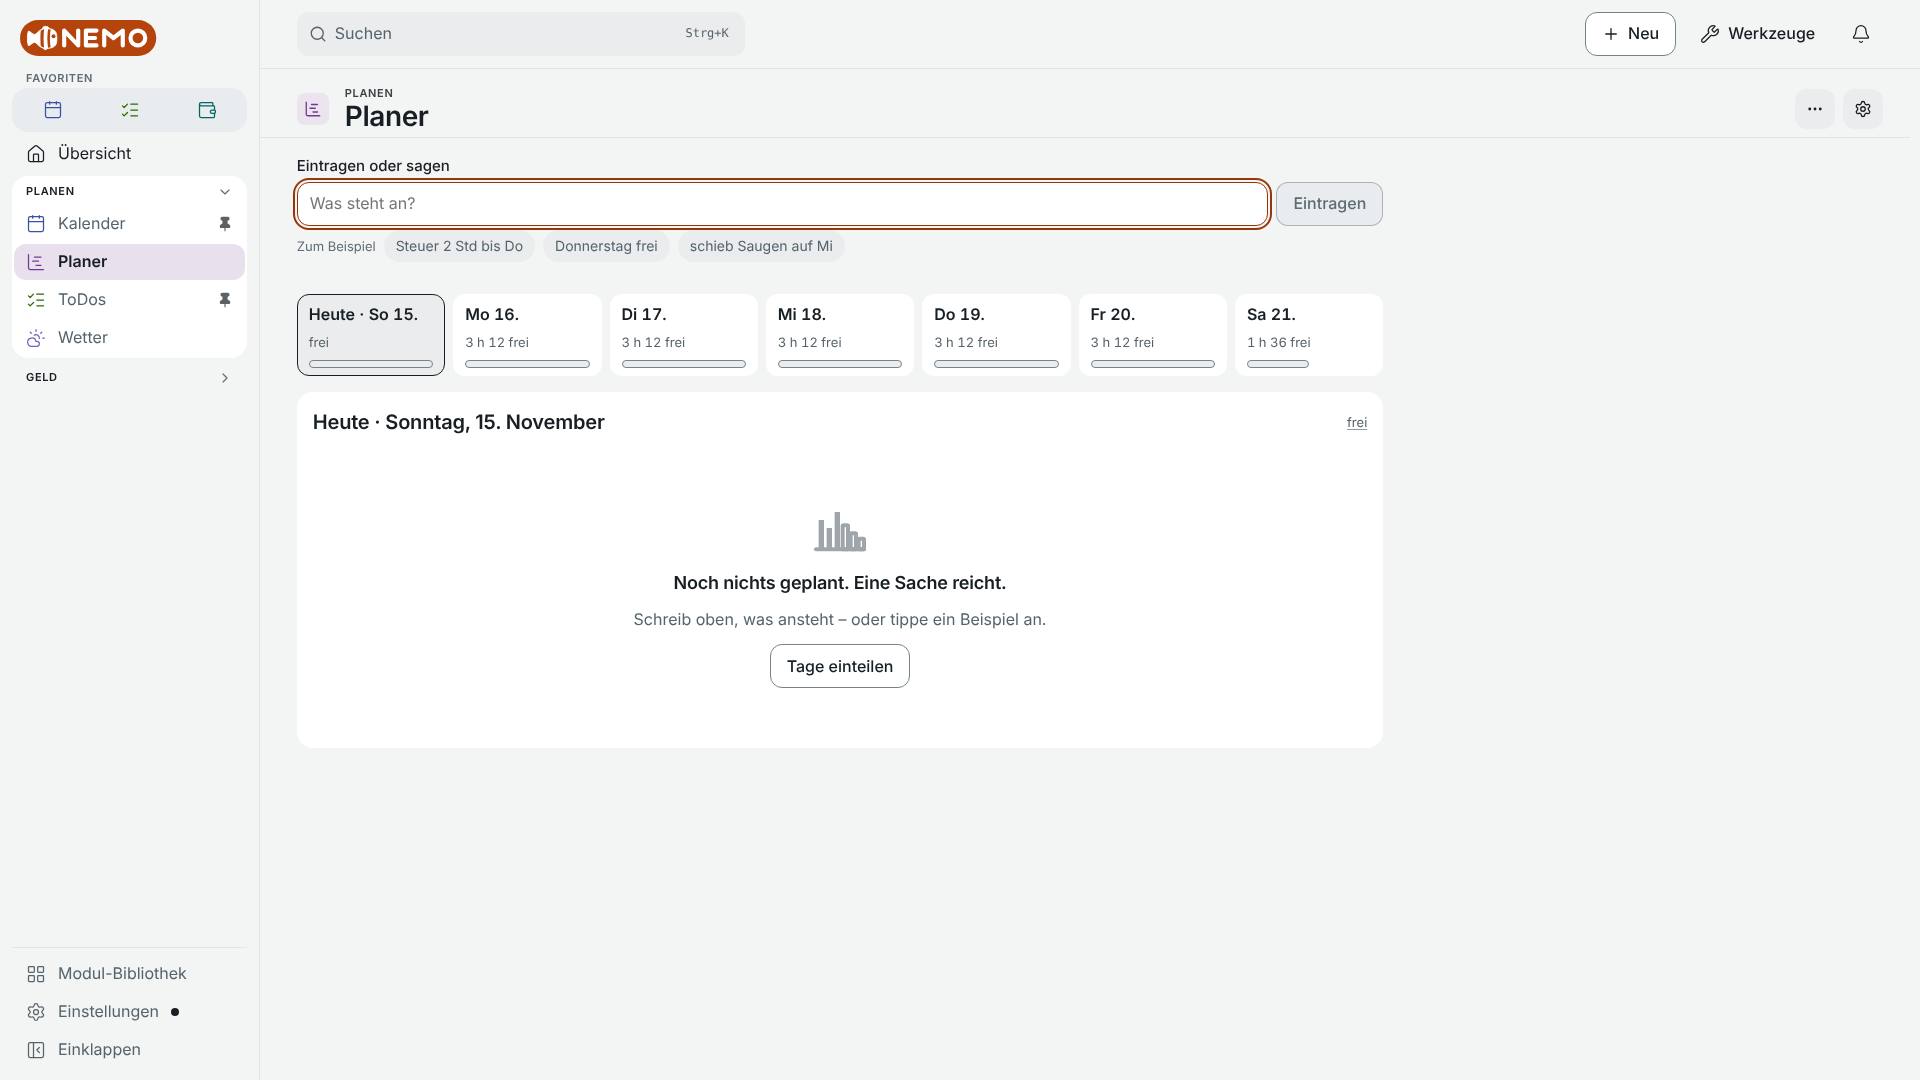 NEMO
Suchen
Strg+K
Neu
Werkzeuge
FAVORITEN
Übersicht
PLANEN
Kalender
Planer
ToDos
Wetter
GELD
Modul-Bibliothek
Einstellungen
Einklappen
PLANEN
Planer
Eintragen oder sagen
Was steht an?
Eintragen
Zum Beispiel
Steuer 2 Std bis Do
Donnerstag frei
schieb Saugen auf Mi
Heute · So 15.
frei
Mo 16.
3 h 12 frei
Di 17.
3 h 12 frei
Mi 18.
3 h 12 frei
Do 19.
3 h 12 frei
Fr 20.
3 h 12 frei
Sa 21.
1 h 36 frei
Heute · Sonntag, 15. November
frei
Noch nichts geplant. Eine Sache reicht.
Schreib oben, was ansteht – oder tippe ein Beispiel an.
Tage einteilen